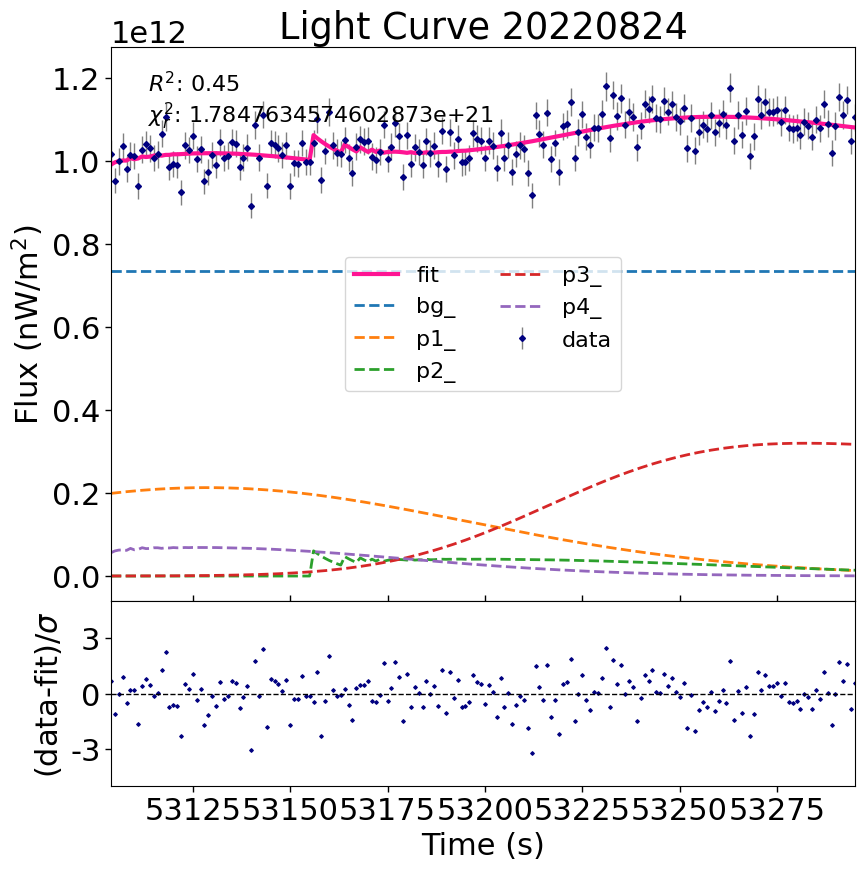 Light Curve 20220824
1e12
R²: 0.45
χᵣ²: 1.7847634574602873e+21
1.2
1.0
0.8
0.6
0.4
0.2
0.0
Flux (nW/m²)
fit
bg_
p1_
p2_
p3_
p4_
data
3
0
-3
(data-fit)/σ
53125 53150 53175 53200 53225 53250 53275
Time (s)